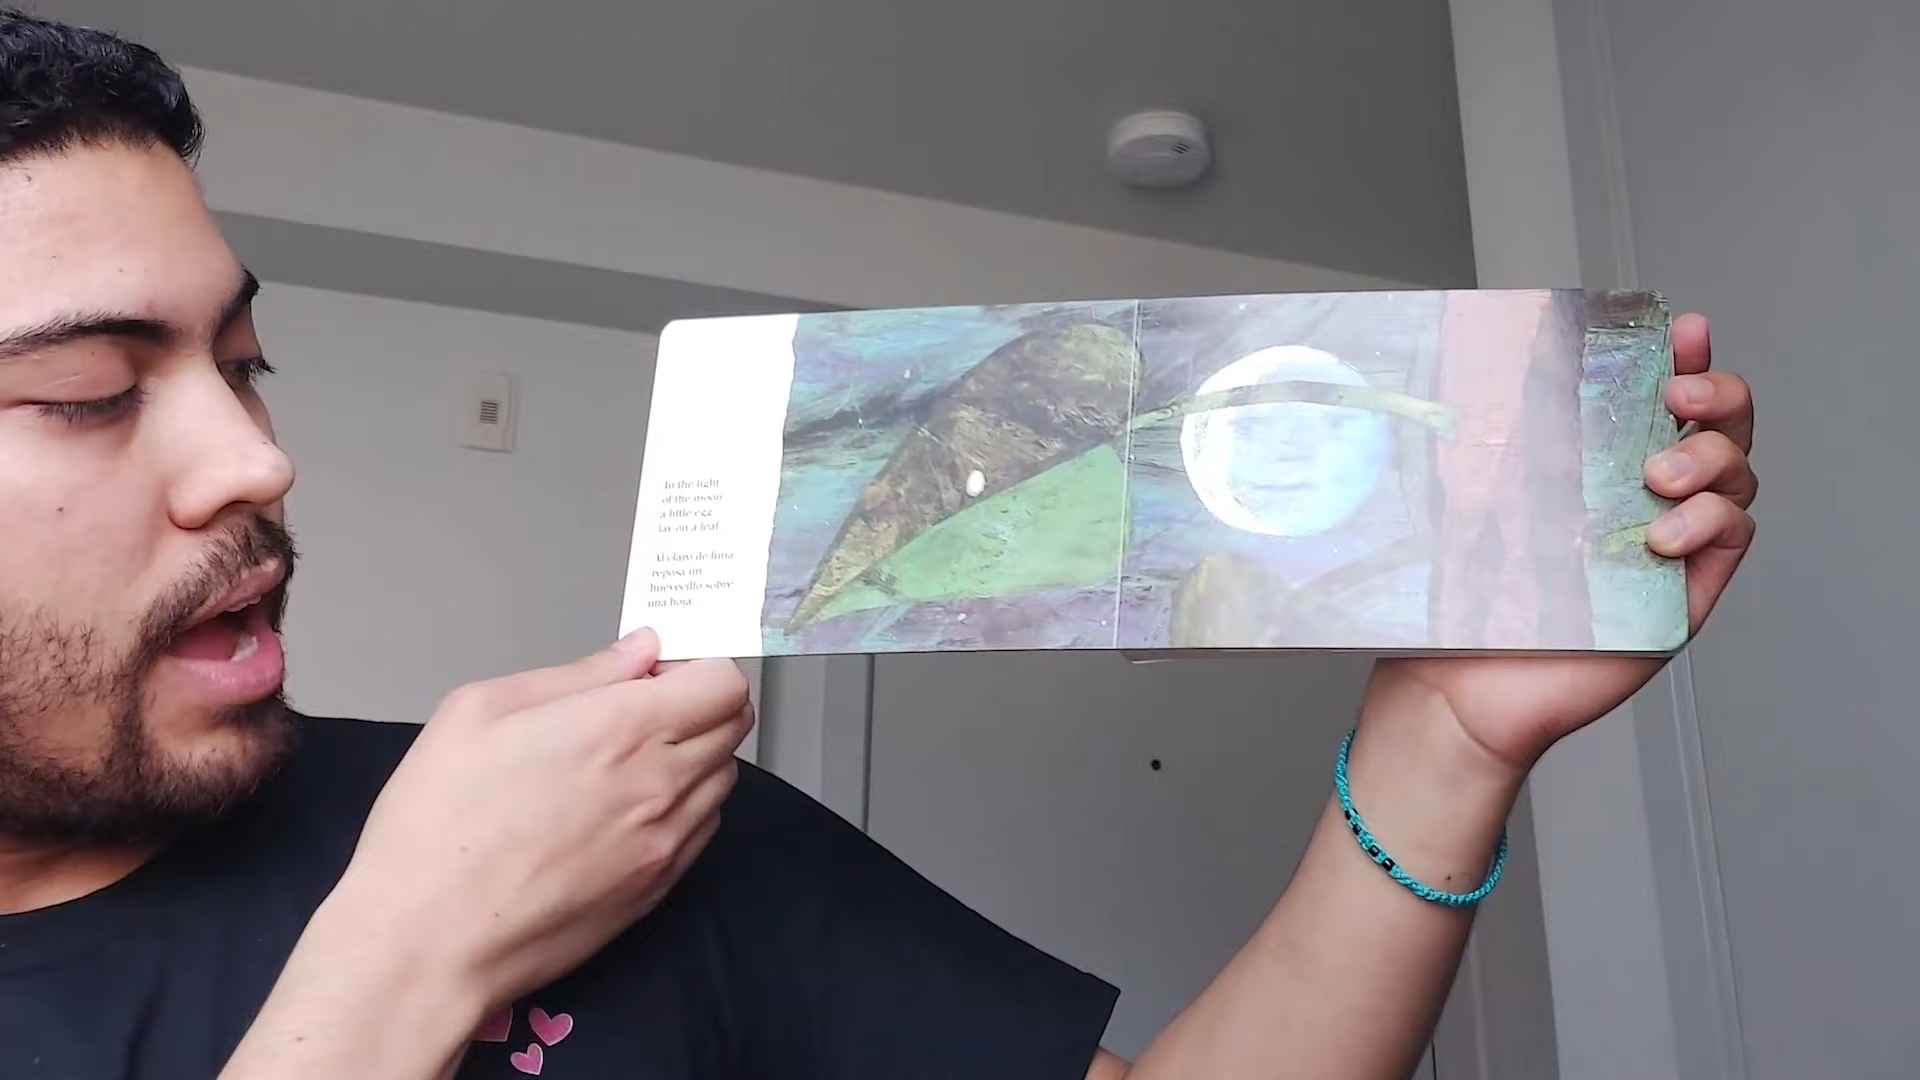 In the light
of the moon
a little egg
lay on a leaf.
Al claro de luna
reposa un
huevecillo sobre
una hoja.